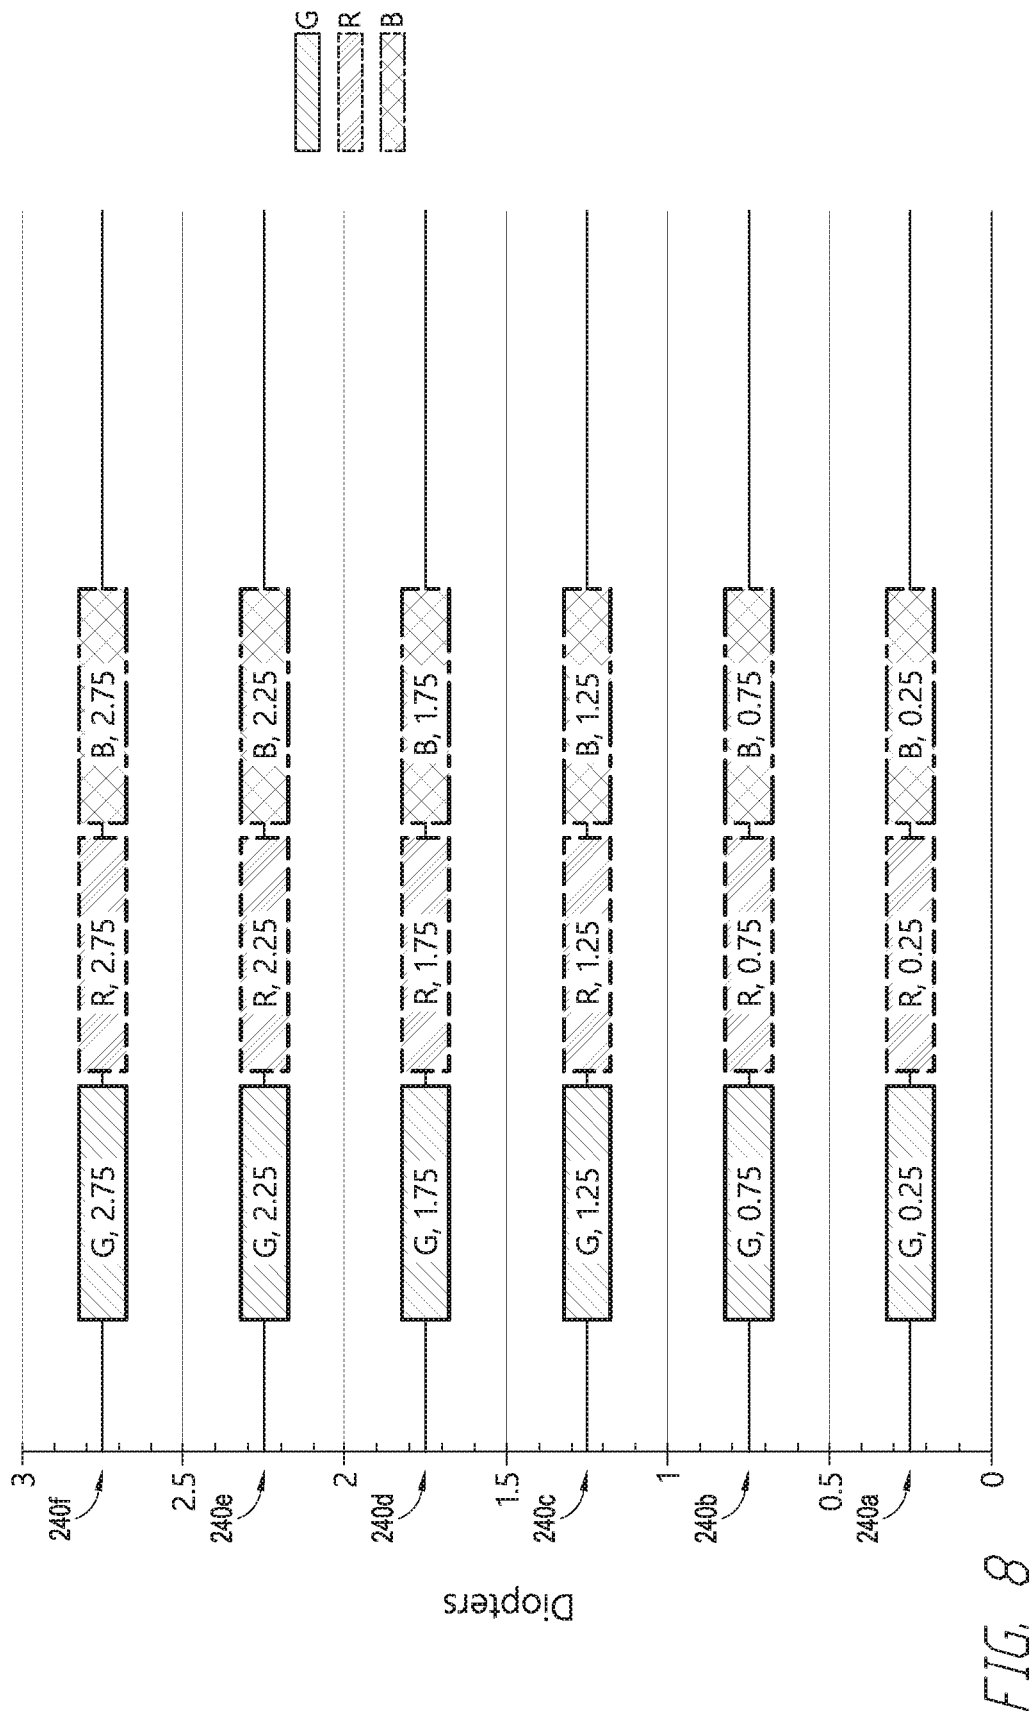 G
R
B
3
240f
G, 2.75 R, 2.75 B, 2.75
2.5
240e
G, 2.25 R, 2.25 B, 2.25
2
240d
G, 1.75 R, 1.75 B, 1.75
1.5
240c
G, 1.25 R, 1.25 B, 1.25
1
240b
G, 0.75 R, 0.75 B, 0.75
0.5
240a
G, 0.25 R, 0.25 B, 0.25
0
Diopters
FIG. 8